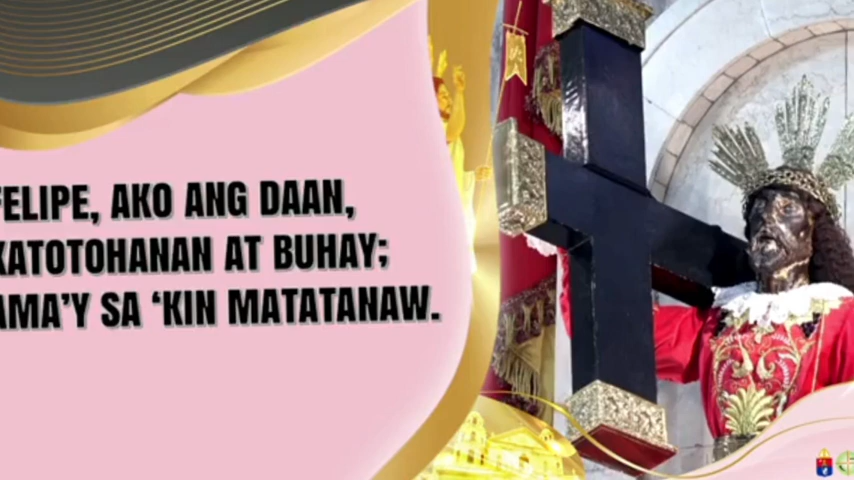 FELIPE, AKO ANG DAAN,
KATOTOHANAN AT BUHAY;
AMA’Y SA ‘KIN MATATANAW.